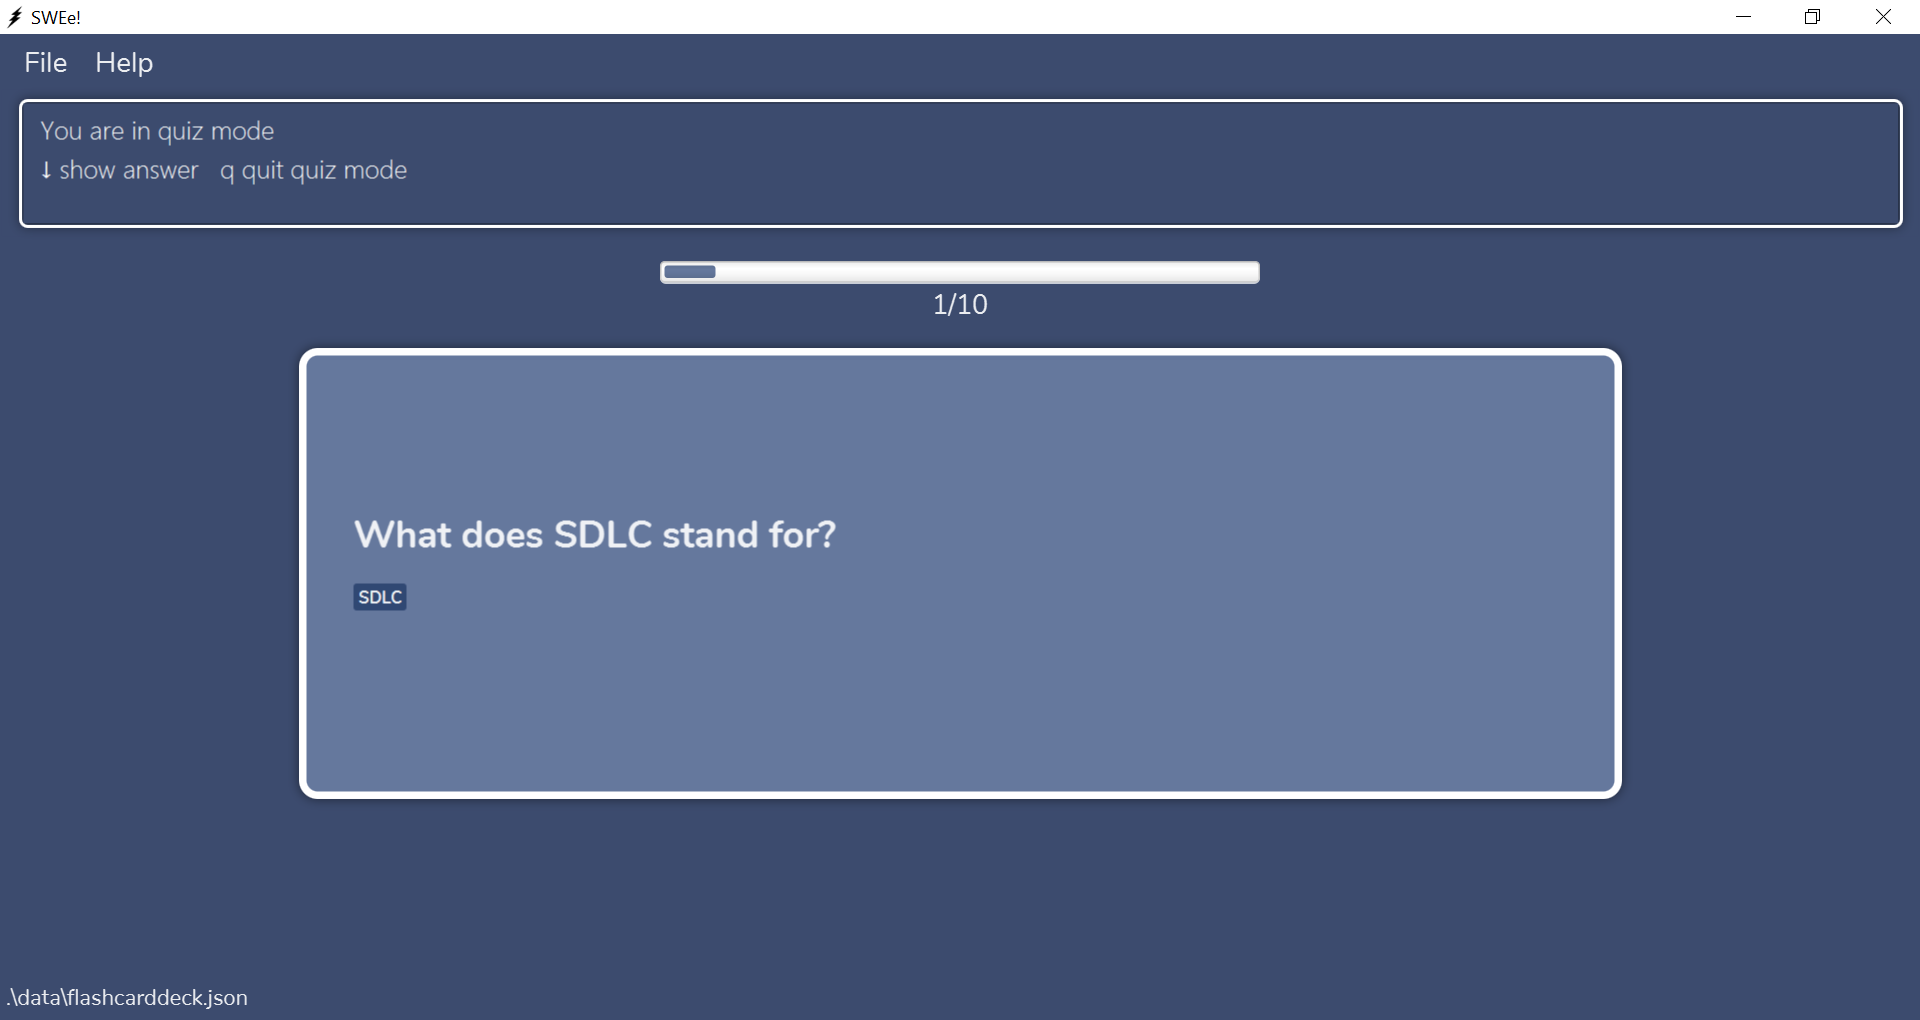 SWEe!
File Help
You are in quiz mode
↓ show answer q quit quiz mode
1/10
What does SDLC stand for?
SDLC
.\data\flashcarddeck.json